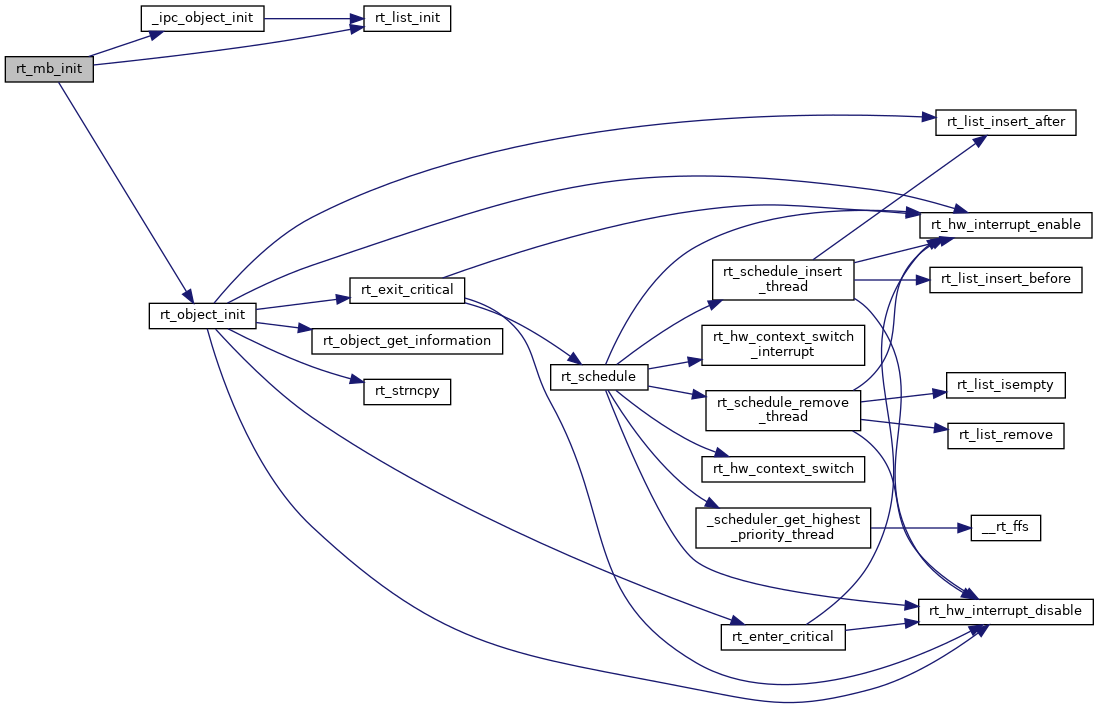 _ipc_object_init
rt_list_init
rt_mb_init
rt_list_insert_after
rt_hw_interrupt_enable
rt_schedule_insert
_thread
rt_list_insert_before
rt_exit_critical
rt_object_init
rt_object_get_information
rt_hw_context_switch
_interrupt
rt_schedule
rt_strncpy
rt_schedule_remove
_thread
rt_list_isempty
rt_list_remove
rt_hw_context_switch
_scheduler_get_highest
_priority_thread
__rt_ffs
rt_hw_interrupt_disable
rt_enter_critical